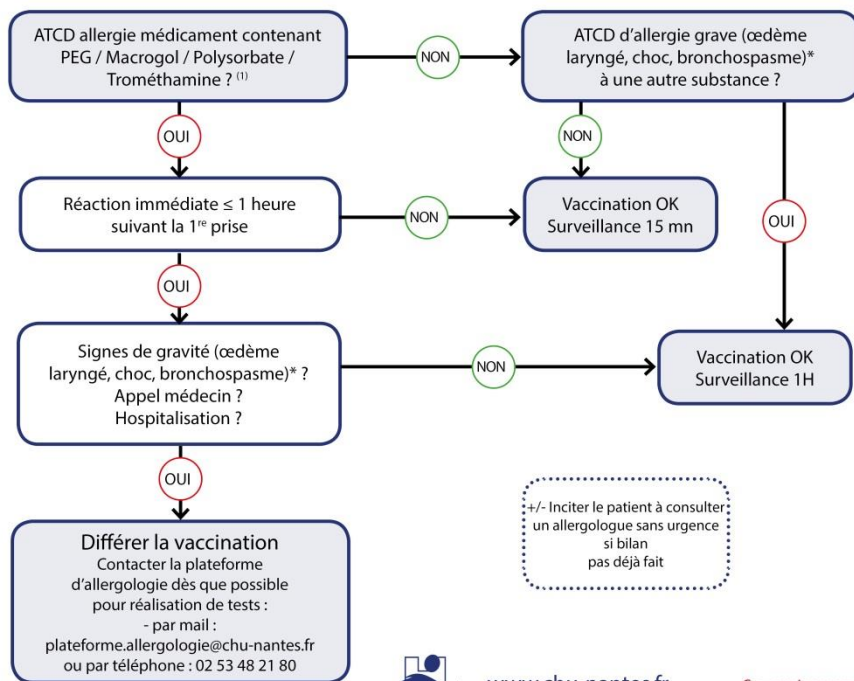 ATCD allergie médicament contenant
PEG / Macrogol / Polysorbate /
Trométhamine ? (1)
NON
ATCD d'allergie grave (œdème
laryngé, choc, bronchospasme)*
à une autre substance ?
OUI
NON
Réaction immédiate ≤ 1 heure
suivant la 1re prise
NON
Vaccination OK
Surveillance 15 mn
OUI
OUI
Signes de gravité (œdème
laryngé, choc, bronchospasme)* ?
Appel médecin ?
Hospitalisation ?
NON
Vaccination OK
Surveillance 1H
OUI
+/- Inciter le patient à consulter
un allergologue sans urgence
si bilan
pas déjà fait
Différer la vaccination
Contacter la plateforme
d'allergologie dès que possible
pour réalisation de tests :
- par mail :
plateforme.allergologie@chu-nantes.fr
ou par téléphone : 02 53 48 21 80
www.chu-nantes.fr